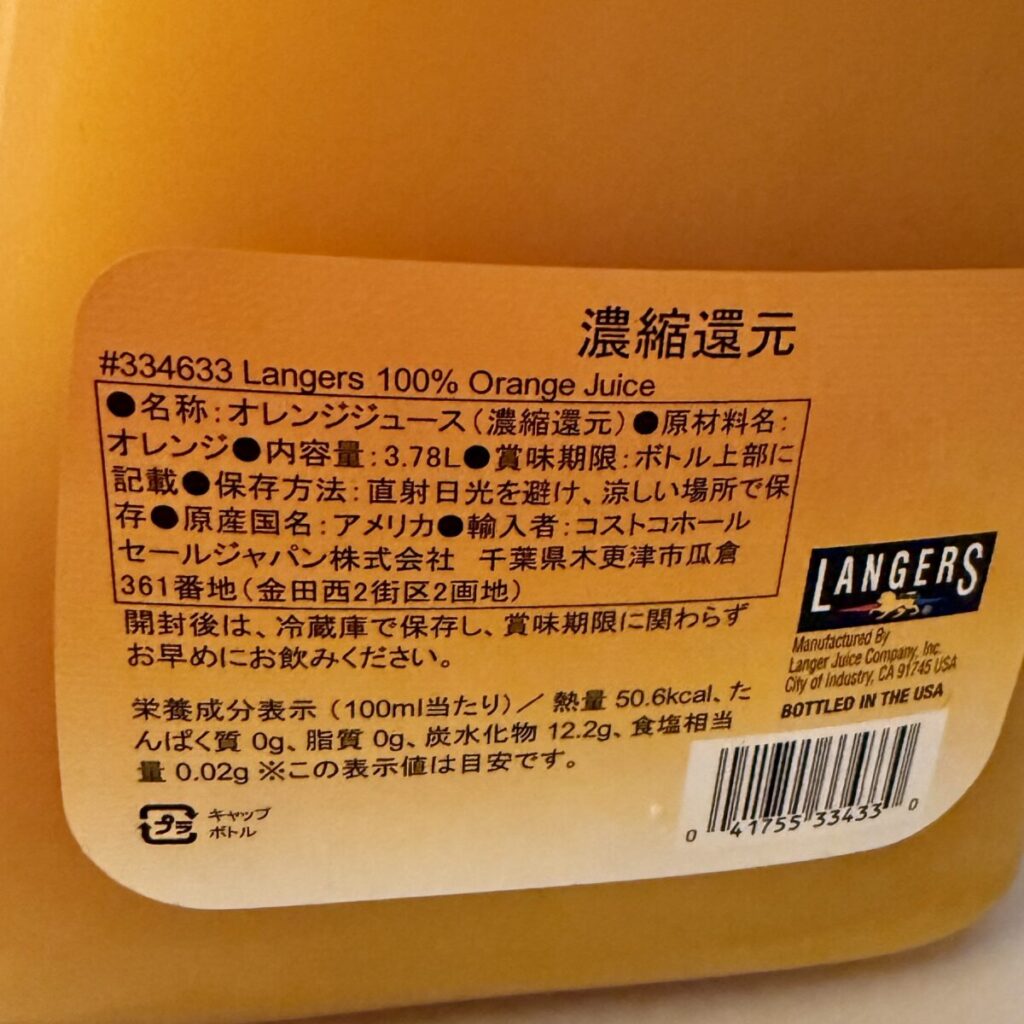 濃縮還元
#334633 Langers 100% Orange Juice
●名称:オレンジジュース(濃縮還元)●原材料名:
オレンジ●内容量:3.78L●賞味期限:ボトル上部に
記載●保存方法:直射日光を避け、涼しい場所で保
存●原産国名:アメリカ●輸入者:コストコホール
セールジャパン株式会社 千葉県木更津市瓜倉
361番地(金田西2街区2画地)
開封後は、冷蔵庫で保存し、賞味期限に関わらず
お早めにお飲みください。
栄養成分表示(100ml当たり)/ 熱量 50.6kcal、た
んぱく質 0g、脂質 0g、炭水化物 12.2g、食塩相当
量 0.02g ※この表示値は目安です。
プラ
キャップ
ボトル
LANGERS
®
Manufactured By
Langer Juice Company, Inc.
City of Industry, CA 91745 USA
BOTTLED IN THE USA
0 41755 33433 0